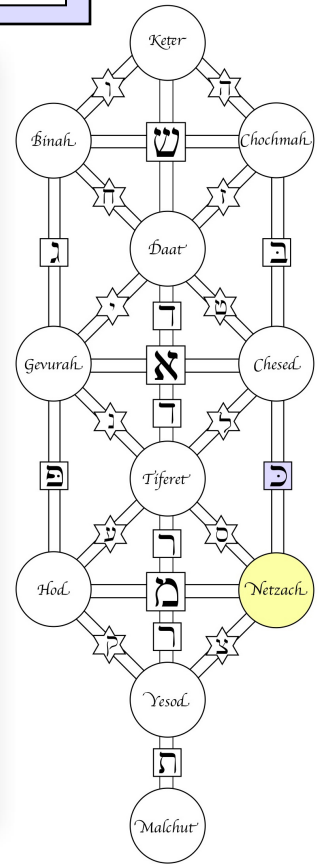 Keter
ו ה
Binah ש Chochmah
ח ז
Daat
ג בּ
י ט
ד
Gevurah א Chesed
ד
נ ל
Tiferet
פּ כּ
ע ס
ר
Hod מ Netzach
ר
ק צ
Yesod
ת
Malchut